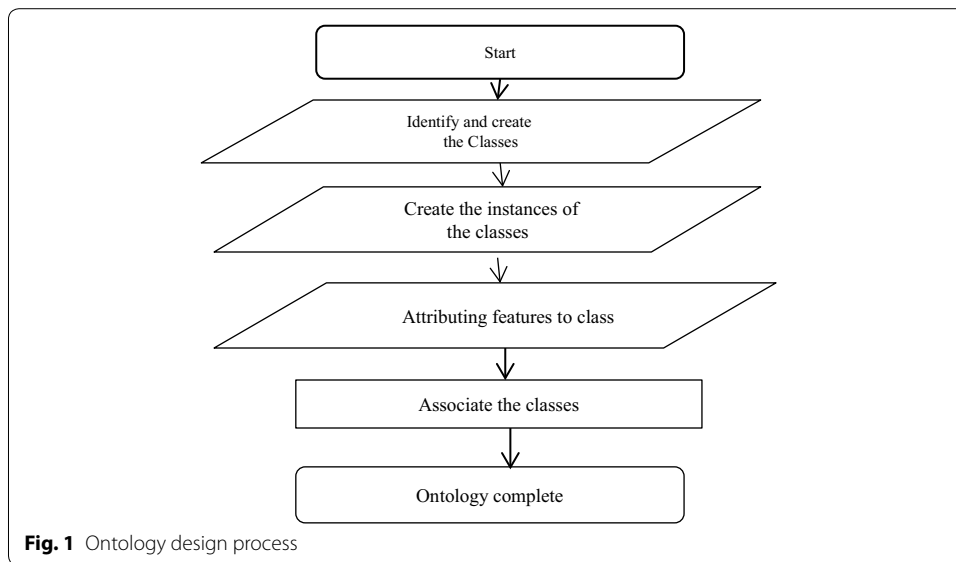 Start
Identify and create
the Classes
Create the instances of
the classes
Attributing features to class
Associate the classes
Ontology complete
Fig. 1 Ontology design process